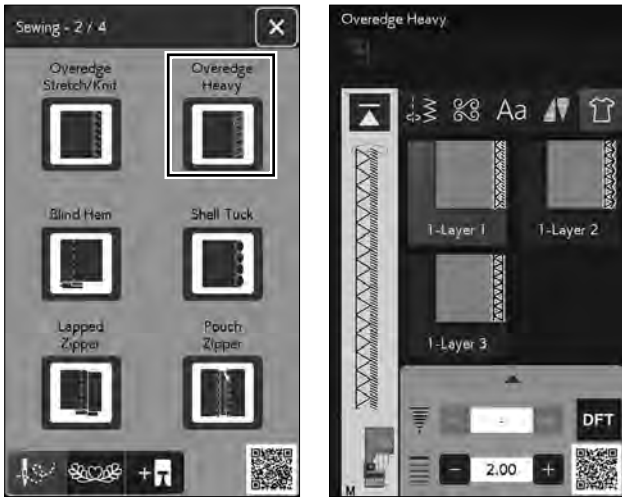 Sewing - 2 / 4
Overedge
Stretch/Knit
Overedge
Heavy
Blind Hem
Shell Tuck
Lapped
Zipper
Pouch
Zipper
Overedge Heavy
Aa
1-Layer 1
1-Layer 2
1-Layer 3
DFT
2.00
M